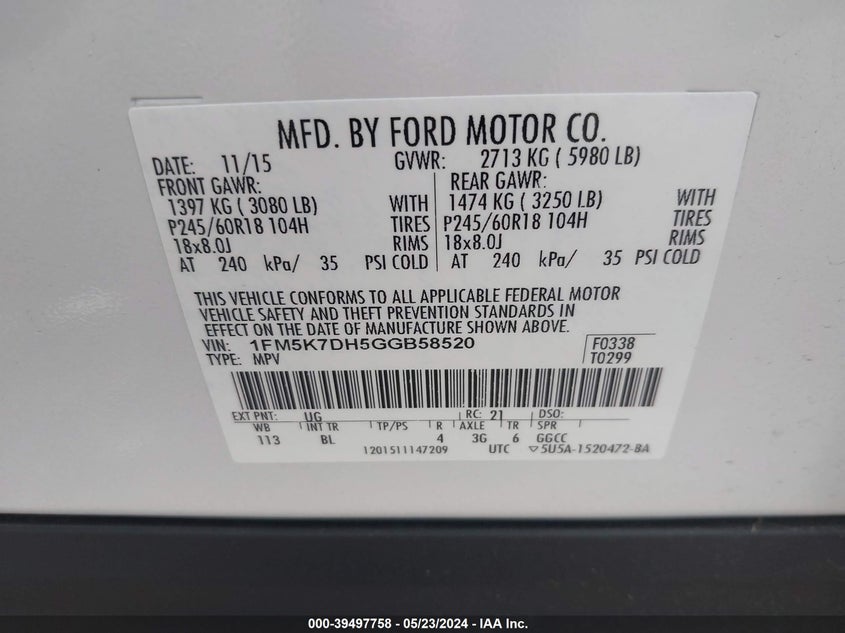 MFD. BY FORD MOTOR CO.
DATE: 11/15 GVWR: 2713 KG ( 5980 LB)
FRONT GAWR: REAR GAWR:
1397 KG ( 3080 LB) WITH 1474 KG ( 3250 LB) WITH
P245/60R18 104H TIRES P245/60R18 104H TIRES
18x8.0J RIMS 18x8.0J RIMS
AT 240 kPa/ 35 PSI COLD AT 240 kPa/ 35 PSI COLD
THIS VEHICLE CONFORMS TO ALL APPLICABLE FEDERAL MOTOR
VEHICLE SAFETY AND THEFT PREVENTION STANDARDS IN
EFFECT ON THE DATE OF MANUFACTURE SHOWN ABOVE.
VIN: 1FM5K7DH5GGB58520 F0338
TYPE: MPV T0299
EXT PNT: UG RC: 21 DSO:
WB INT TR TP/PS R AXLE TR SPR
113 BL 4 3G 6 GGCC
1201511147209 UTC ▽5U5A-1520472-BA
000-39497758 - 05/23/2024 - IAA Inc.